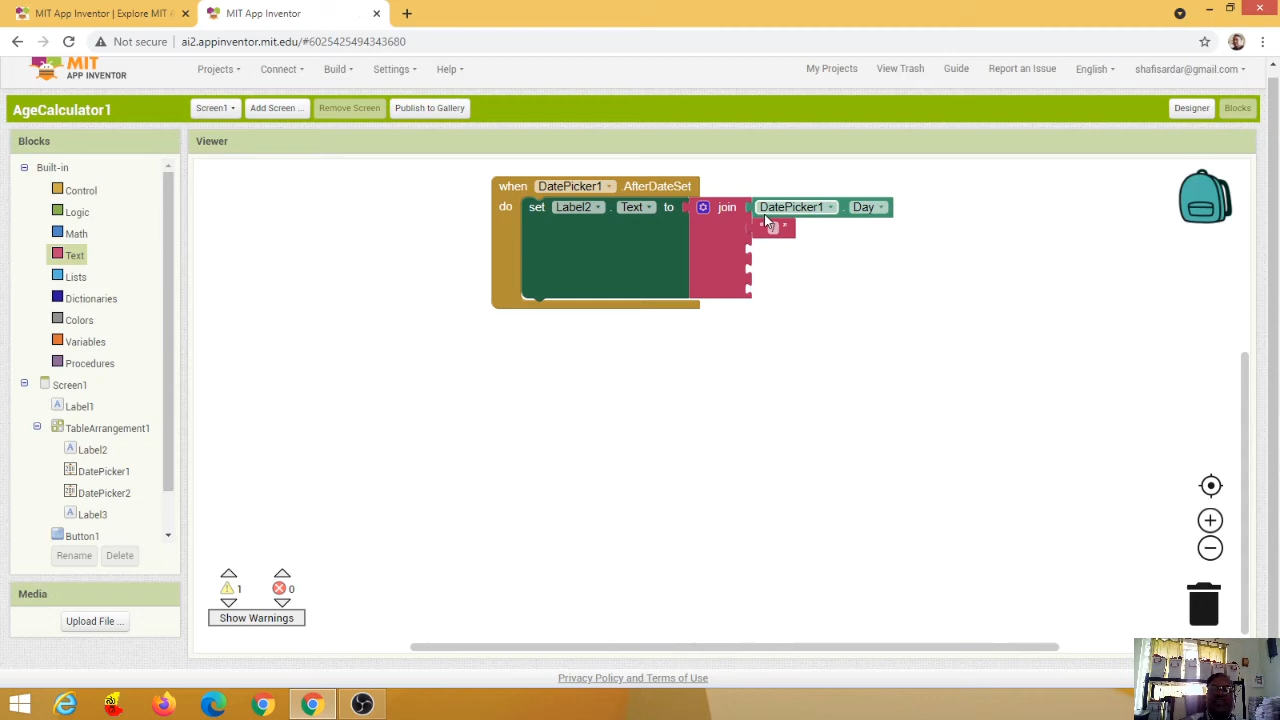 MIT App Inventor | Explore MIT
MIT App Inventor
Not secure
ai2.appinventor.mit.edu/#6025425494343680
MIT
APP INVENTOR
Projects
Connect
Build
Settings
Help
My Projects
View Trash
Guide
Report an Issue
English
shafisardar@gmail.com
AgeCalculator1
Screen1
Add Screen ...
Remove Screen
Publish to Gallery
Designer
Blocks
Blocks
Viewer
Built-in
Control
Logic
Math
Text
Lists
Dictionaries
Colors
Variables
Procedures
Screen1
Label1
TableArrangement1
Label2
DatePicker1
DatePicker2
Label3
Button1
Rename
Delete
Media
Upload File ...
when DatePicker1 .AfterDateSet
do set Label2 . Text to join DatePicker1 . Day
1
0
Show Warnings
Privacy Policy and Terms of Use